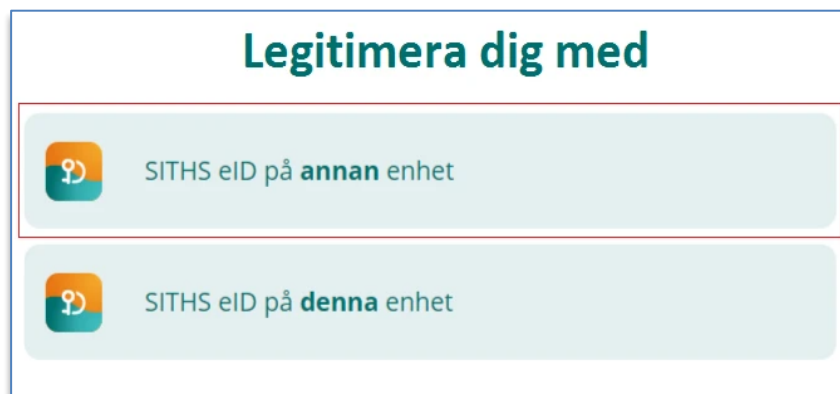 Legitimera dig med
SITHS eID på annan enhet
SITHS eID på denna enhet